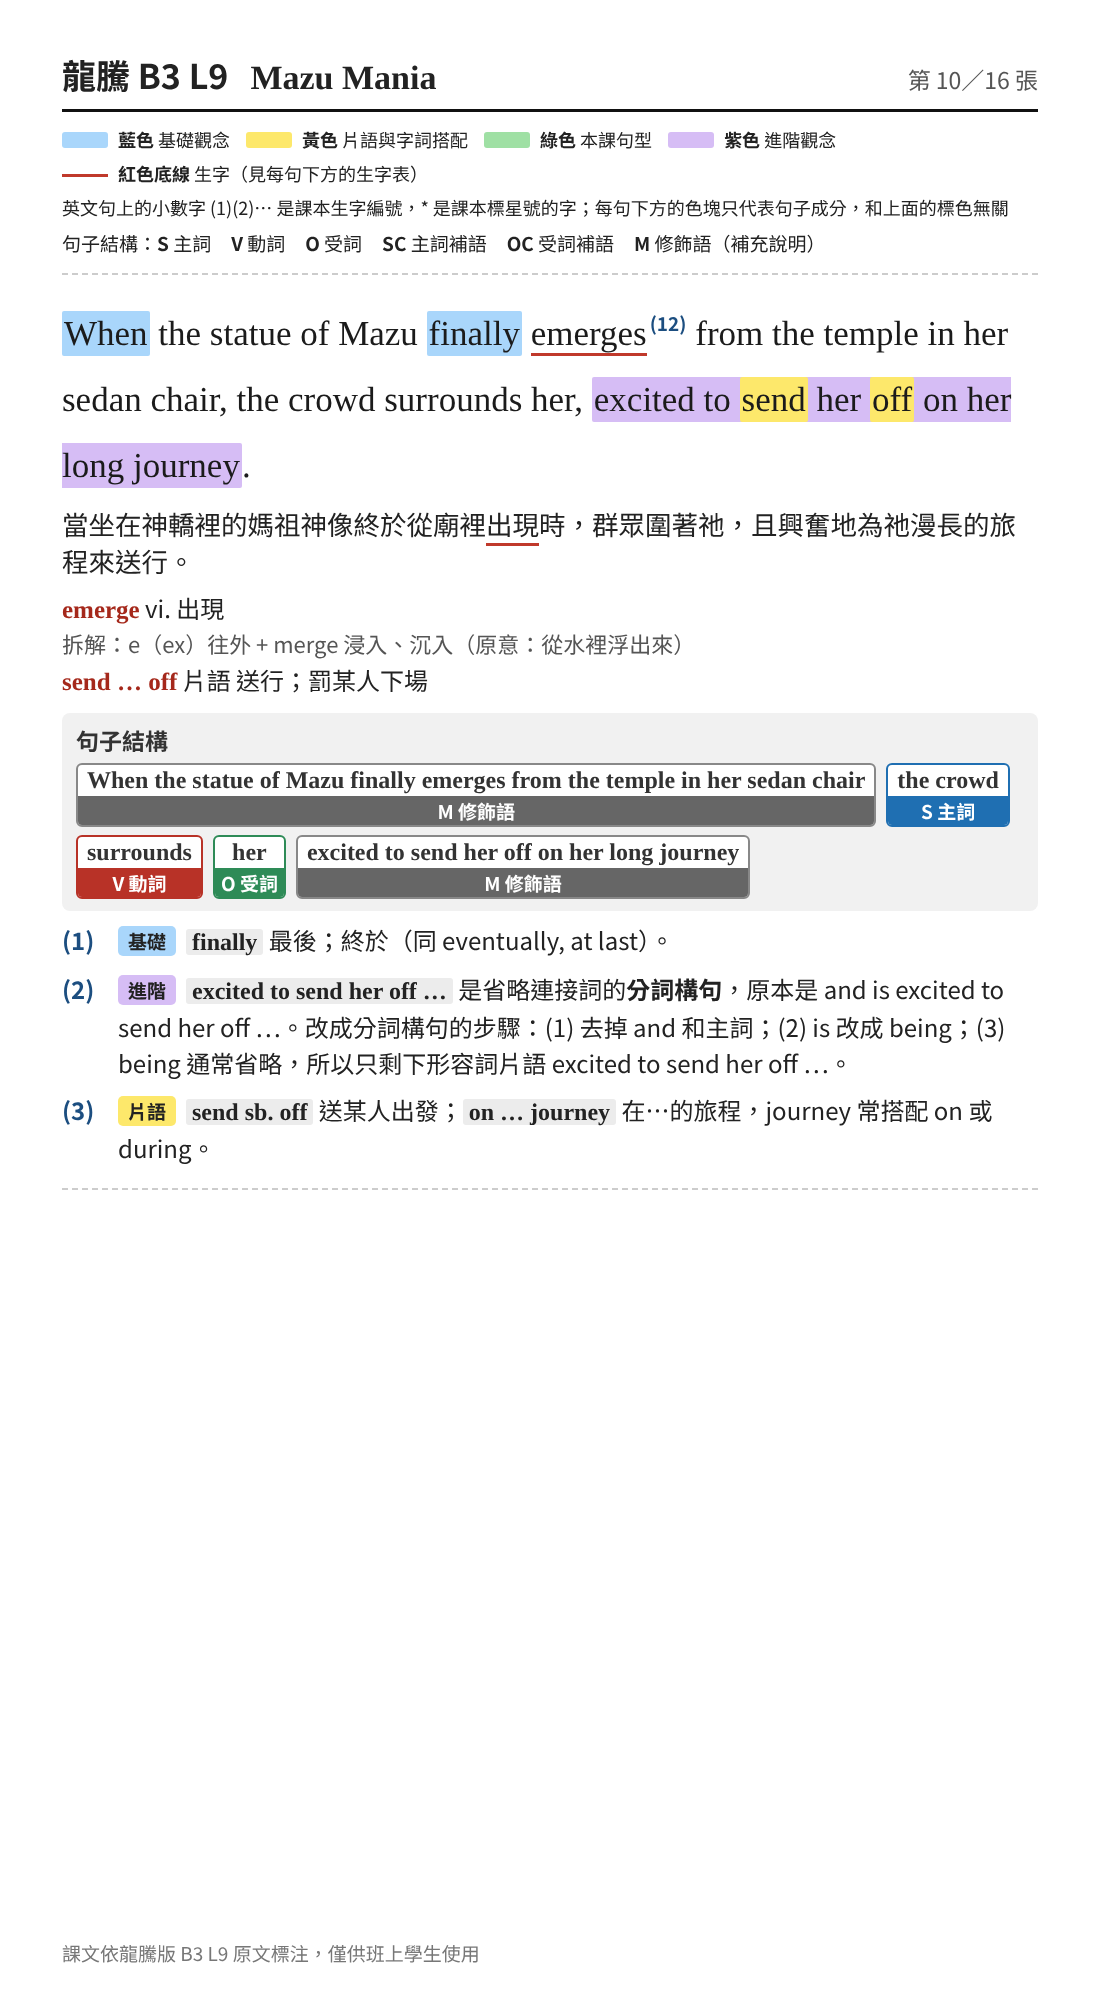 龍騰 B3 L9 Mazu Mania
第 10／16 張
藍色 基礎觀念 黃色 片語與字詞搭配 綠色 本課句型 紫色 進階觀念
紅色底線 生字（見每句下方的生字表）
英文句上的小數字 (1)(2)⋯ 是課本生字編號，* 是課本標星號的字；每句下方的色塊只代表句子成分，和上面的標色無關
句子結構：S 主詞 V 動詞 O 受詞 SC 主詞補語 OC 受詞補語 M 修飾語（補充說明）
When the statue of Mazu finally emerges(12) from the temple in her
sedan chair, the crowd surrounds her, excited to send her off on her
long journey.
當坐在神轎裡的媽祖神像終於從廟裡出現時，群眾圍著祂，且興奮地為祂漫長的旅
程來送行。
emerge vi. 出現
拆解：e（ex）往外 + merge 浸入、沉入（原意：從水裡浮出來）
send … off 片語 送行；罰某人下場
句子結構
When the statue of Mazu finally emerges from the temple in her sedan chair the crowd
M 修飾語 S 主詞
surrounds her excited to send her off on her long journey
V 動詞 O 受詞 M 修飾語
(1) 基礎 finally 最後；終於（同 eventually, at last）。
(2) 進階 excited to send her off … 是省略連接詞的分詞構句，原本是 and is excited to
send her off …。改成分詞構句的步驟：(1) 去掉 and 和主詞；(2) is 改成 being；(3)
being 通常省略，所以只剩下形容詞片語 excited to send her off …。
(3) 片語 send sb. off 送某人出發；on … journey 在⋯的旅程，journey 常搭配 on 或
during。
課文依龍騰版 B3 L9 原文標注，僅供班上學生使用